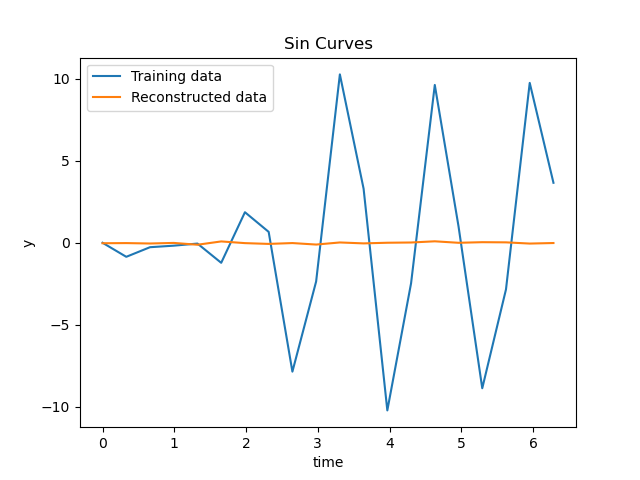 Sin Curves
Training data
Reconstructed data
10
5
0
−5
−10
y
0 1 2 3 4 5 6
time